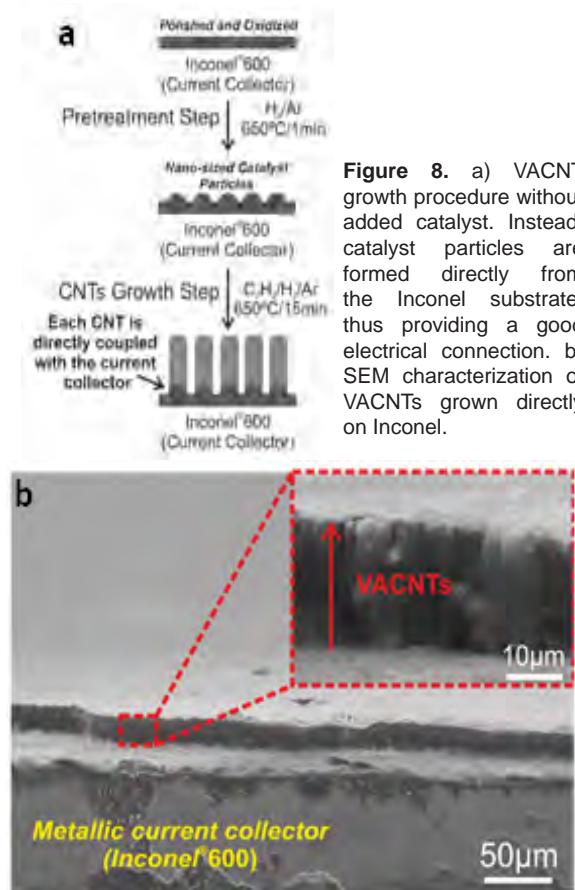 a
Polished and Oxidized
Inconel®600
(Current Collector)
Pretreatment Step
H₂/Ar
650ºC/1min
Nano-sized Catalyst
Particles
Inconel®600
(Current Collector)
CNTs Growth Step
C₂H₂/H₂/Ar
650ºC/15min
Each CNT is
directly coupled
with the current
collector
Inconel®600
(Current Collector)
Figure 8. a) VACNT
growth procedure withou
added catalyst. Instead
catalyst particles are
formed directly from
the Inconel substrate
thus providing a good
electrical connection. b
SEM characterization o
VACNTs grown directly
on Inconel.
b
VACNTs
10µm
Metallic current collector
(Inconel®600)
50µm